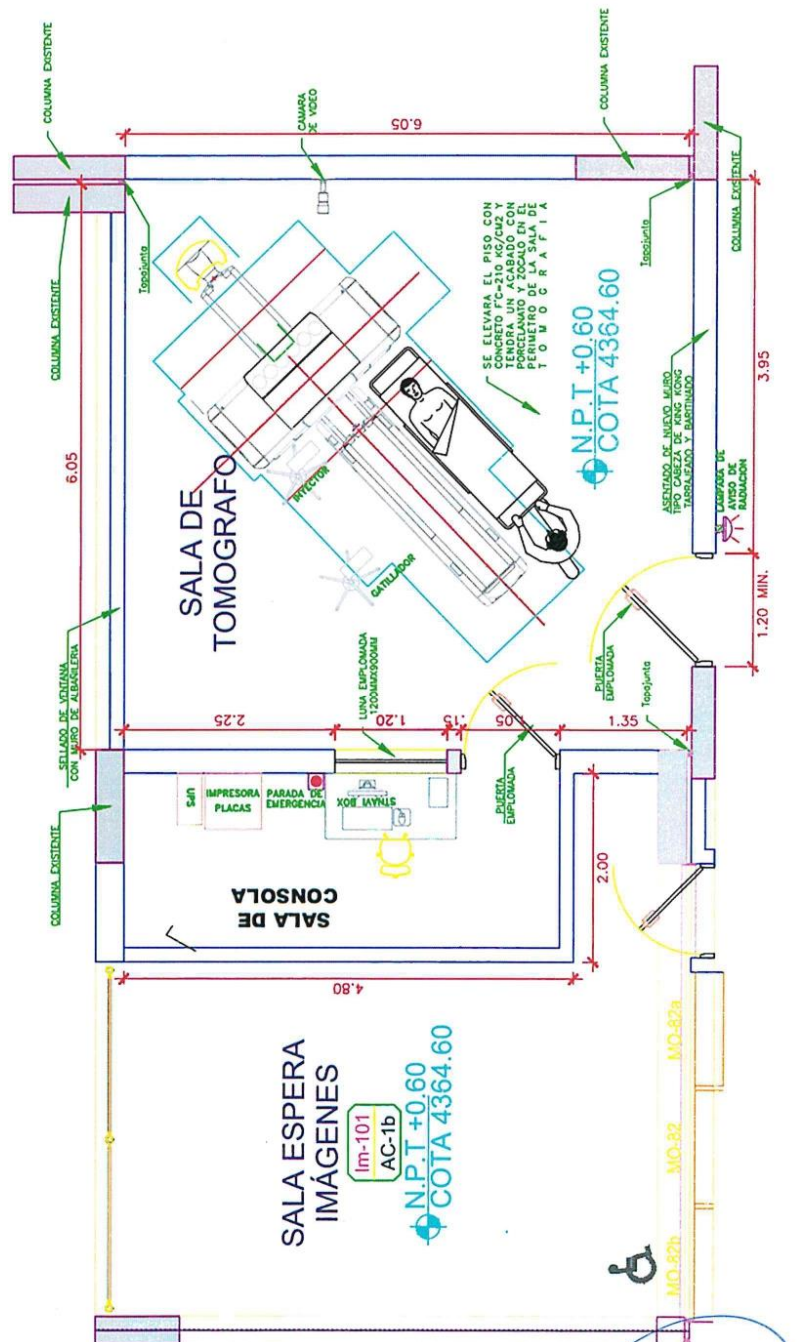 COLUMNA EXISTENTE
COLUMNA EXISTENTE
COLUMNA EXISTENTE
COLUMNA EXISTENTE
COLUMNA EXISTENTE
Tapajunta
Tapajunta
Tapajunta
CAMARA
DE VIDEO
6.05
6.05
3.95
1.20 MIN.
SELLADO DE VENTANA
CON MURO DE ALBAÑILERIA
SALA DE
TOMOGRAFO
INYECTOR
GATILLADOR
SE ELEVARA EL PISO CON
CONCRETO F'C=210 KG/CM2 Y
TENDRA UN ACABADO CON
PORCELANATO Y ZOCALO EN EL
PERIMETRO DE LA SALA DE
T O M O G R A F I A
N.P.T +0.60
COTA 4364.60
ASENTADO DE NUEVO MURO
TIPO CABEZA DE KING KONG
TARRAJEADO Y BARITINADO
LAMPARA DE
AVISO DE
RADIACION
PUERTA
EMPLOMADA
PUERTA
EMPLOMADA
LUNA EMPLOMADA
1200MMX900MM
2.25
1.20
.15
1.05
1.35
UPS
IMPRESORA
PLACAS
PARADA DE
EMERGENCIA
STNAVI BOX
SALA DE
CONSOLA
2.00
4.80
SALA ESPERA
IMÁGENES
Im-101
AC-1b
N.P.T +0.60
COTA 4364.60
MO-82b
MO-82
MO-82a